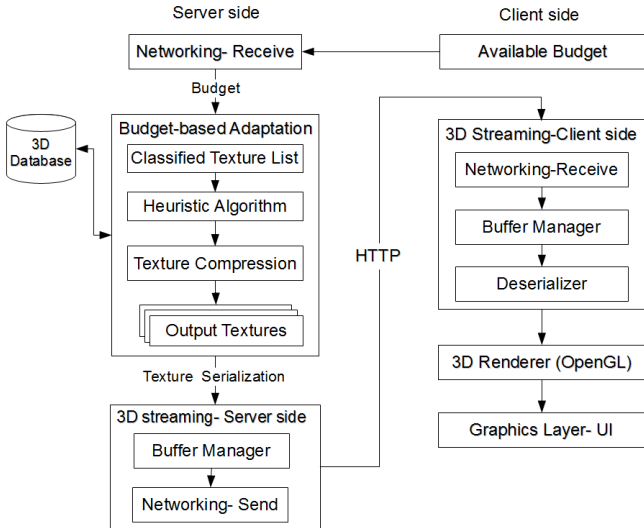 Server side
Client side
Networking- Receive
Available Budget
Budget
3D
Database
Budget-based Adaptation
Classified Texture List
Heuristic Algorithm
Texture Compression
Output Textures
Texture Serialization
3D streaming- Server side
Buffer Manager
Networking- Send
HTTP
3D Streaming-Client side
Networking-Receive
Buffer Manager
Deserializer
3D Renderer (OpenGL)
Graphics Layer- UI